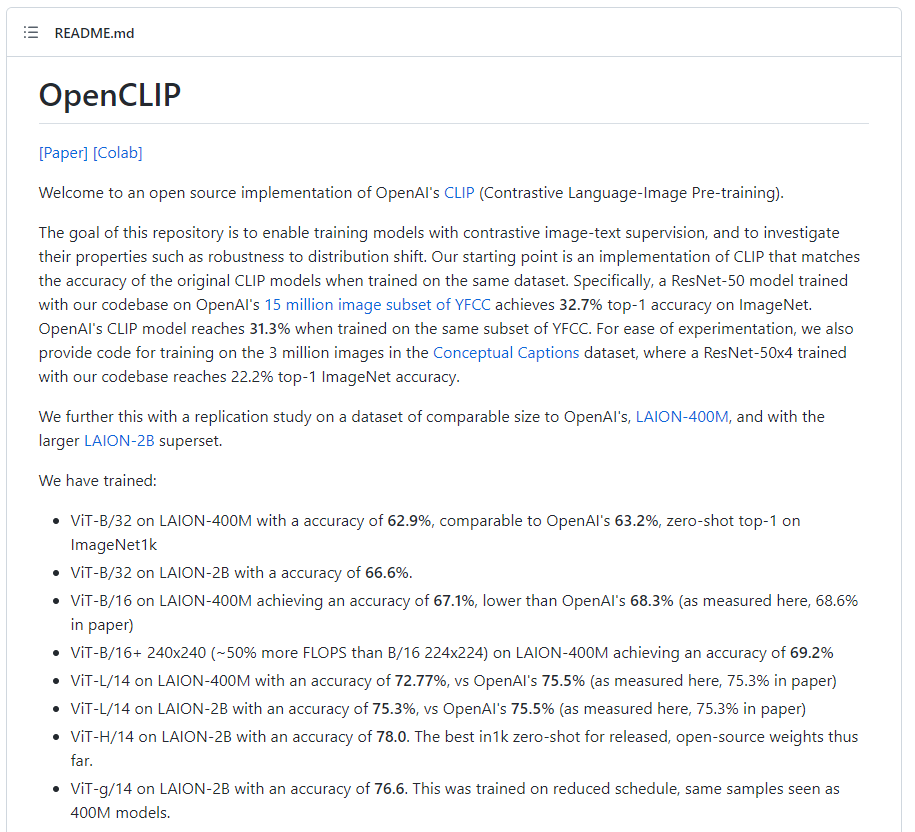 README.md
OpenCLIP
[Paper] [Colab]
Welcome to an open source implementation of OpenAI's CLIP (Contrastive Language-Image Pre-training).
The goal of this repository is to enable training models with contrastive image-text supervision, and to investigate
their properties such as robustness to distribution shift. Our starting point is an implementation of CLIP that matches
the accuracy of the original CLIP models when trained on the same dataset. Specifically, a ResNet-50 model trained
with our codebase on OpenAI's 15 million image subset of YFCC achieves 32.7% top-1 accuracy on ImageNet.
OpenAI's CLIP model reaches 31.3% when trained on the same subset of YFCC. For ease of experimentation, we also
provide code for training on the 3 million images in the Conceptual Captions dataset, where a ResNet-50x4 trained
with our codebase reaches 22.2% top-1 ImageNet accuracy.
We further this with a replication study on a dataset of comparable size to OpenAI's, LAION-400M, and with the
larger LAION-2B superset.
We have trained:
• ViT-B/32 on LAION-400M with a accuracy of 62.9%, comparable to OpenAI's 63.2%, zero-shot top-1 on
ImageNet1k
• ViT-B/32 on LAION-2B with a accuracy of 66.6%.
• ViT-B/16 on LAION-400M achieving an accuracy of 67.1%, lower than OpenAI's 68.3% (as measured here, 68.6%
in paper)
• ViT-B/16+ 240x240 (~50% more FLOPS than B/16 224x224) on LAION-400M achieving an accuracy of 69.2%
• ViT-L/14 on LAION-400M with an accuracy of 72.77%, vs OpenAI's 75.5% (as measured here, 75.3% in paper)
• ViT-L/14 on LAION-2B with an accuracy of 75.3%, vs OpenAI's 75.5% (as measured here, 75.3% in paper)
• ViT-H/14 on LAION-2B with an accuracy of 78.0. The best in1k zero-shot for released, open-source weights thus
far.
• ViT-g/14 on LAION-2B with an accuracy of 76.6. This was trained on reduced schedule, same samples seen as
400M models.